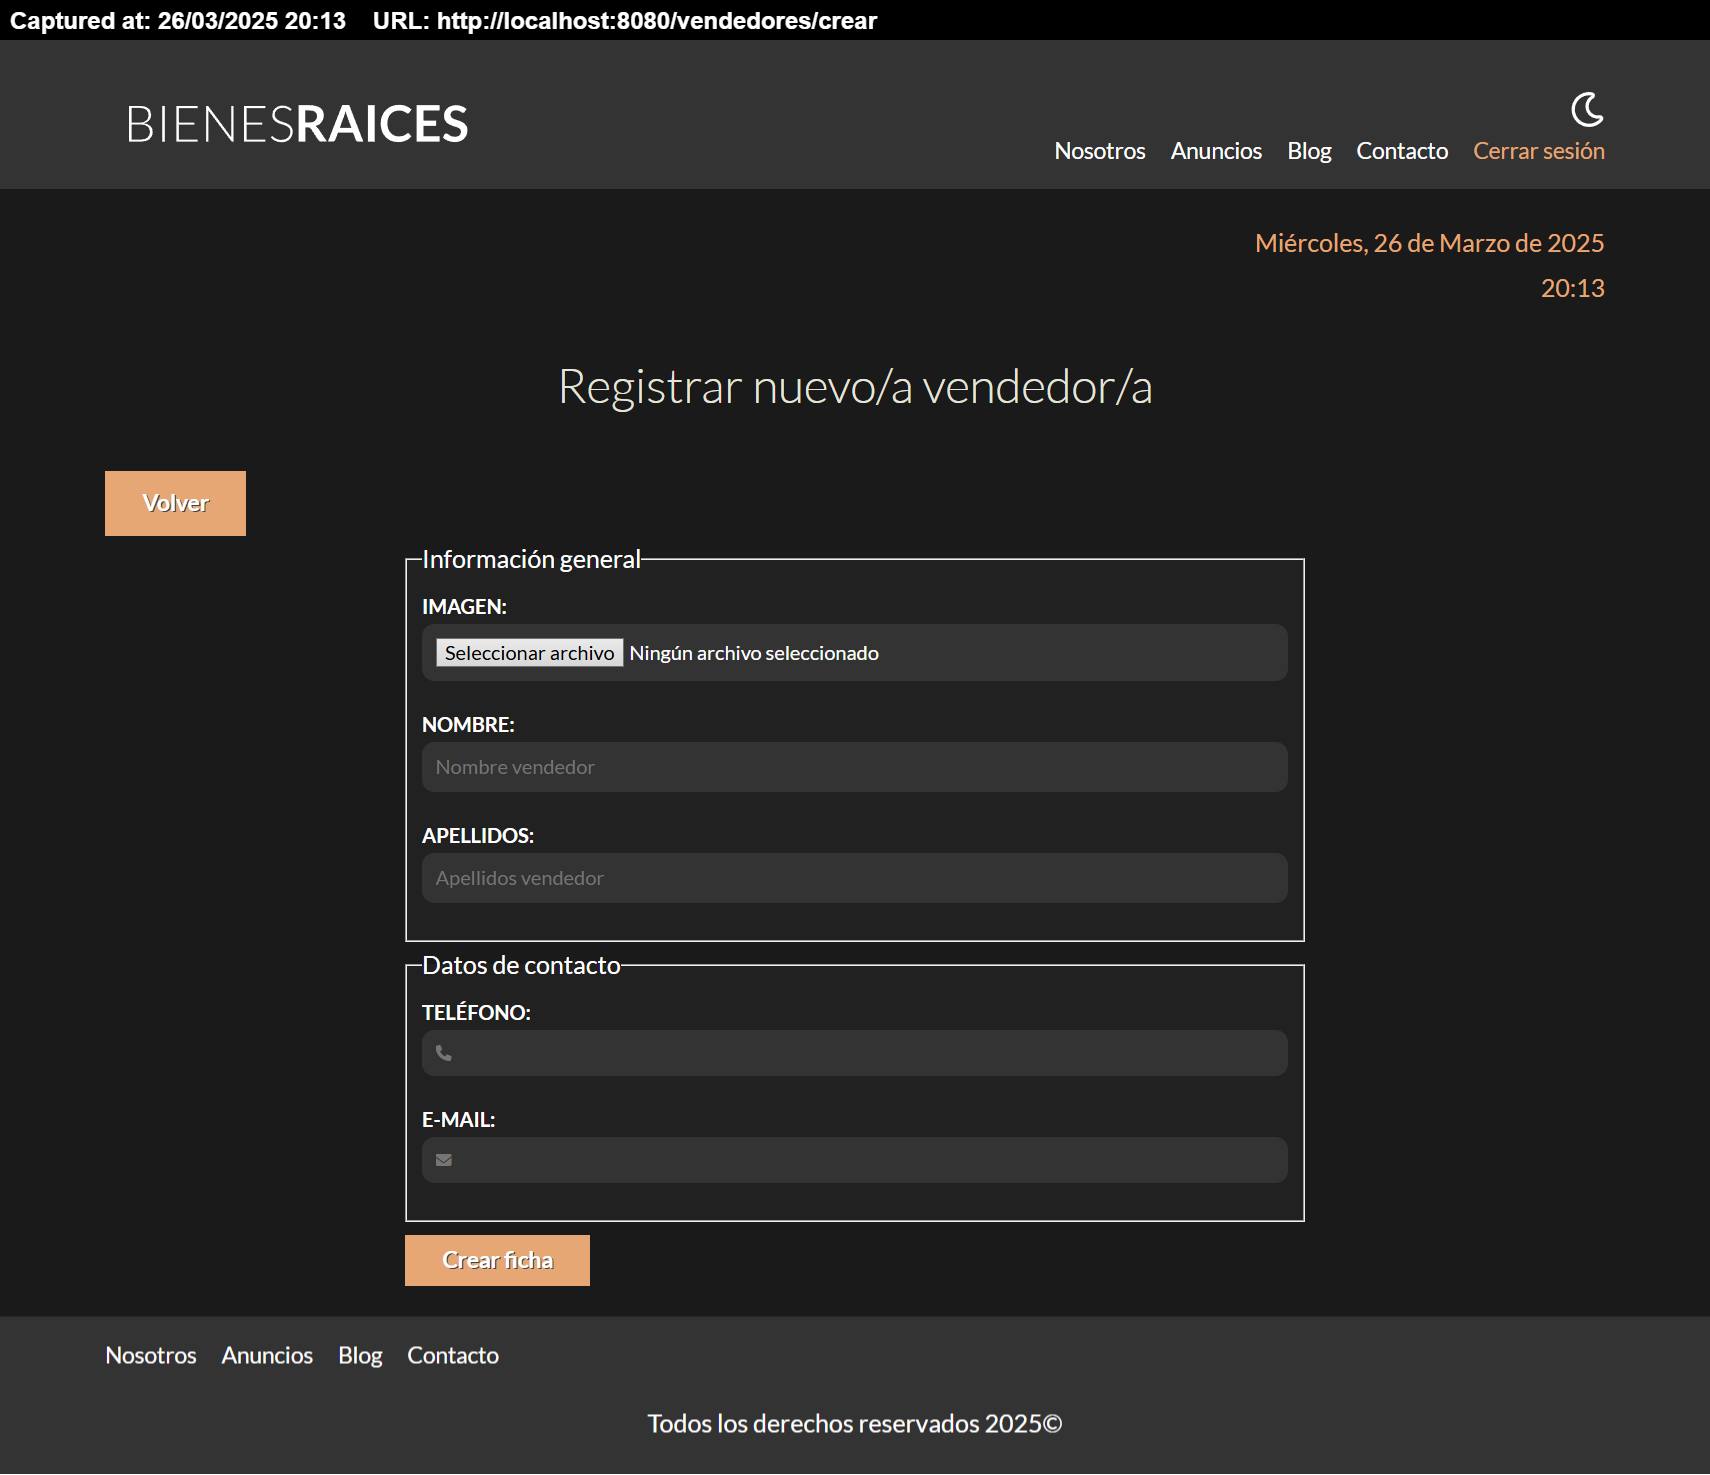 Captured at: 26/03/2025 20:13    URL: http://localhost:8080/vendedores/crear
BIENESRAICES
Nosotros Anuncios Blog Contacto Cerrar sesión
Miércoles, 26 de Marzo de 2025
20:13
Registrar nuevo/a vendedor/a
Volver
Información general
IMAGEN:
Seleccionar archivo Ningún archivo seleccionado
NOMBRE:
Nombre vendedor
APELLIDOS:
Apellidos vendedor
Datos de contacto
TELÉFONO:
E-MAIL:
Crear ficha
Nosotros Anuncios Blog Contacto
Todos los derechos reservados 2025©